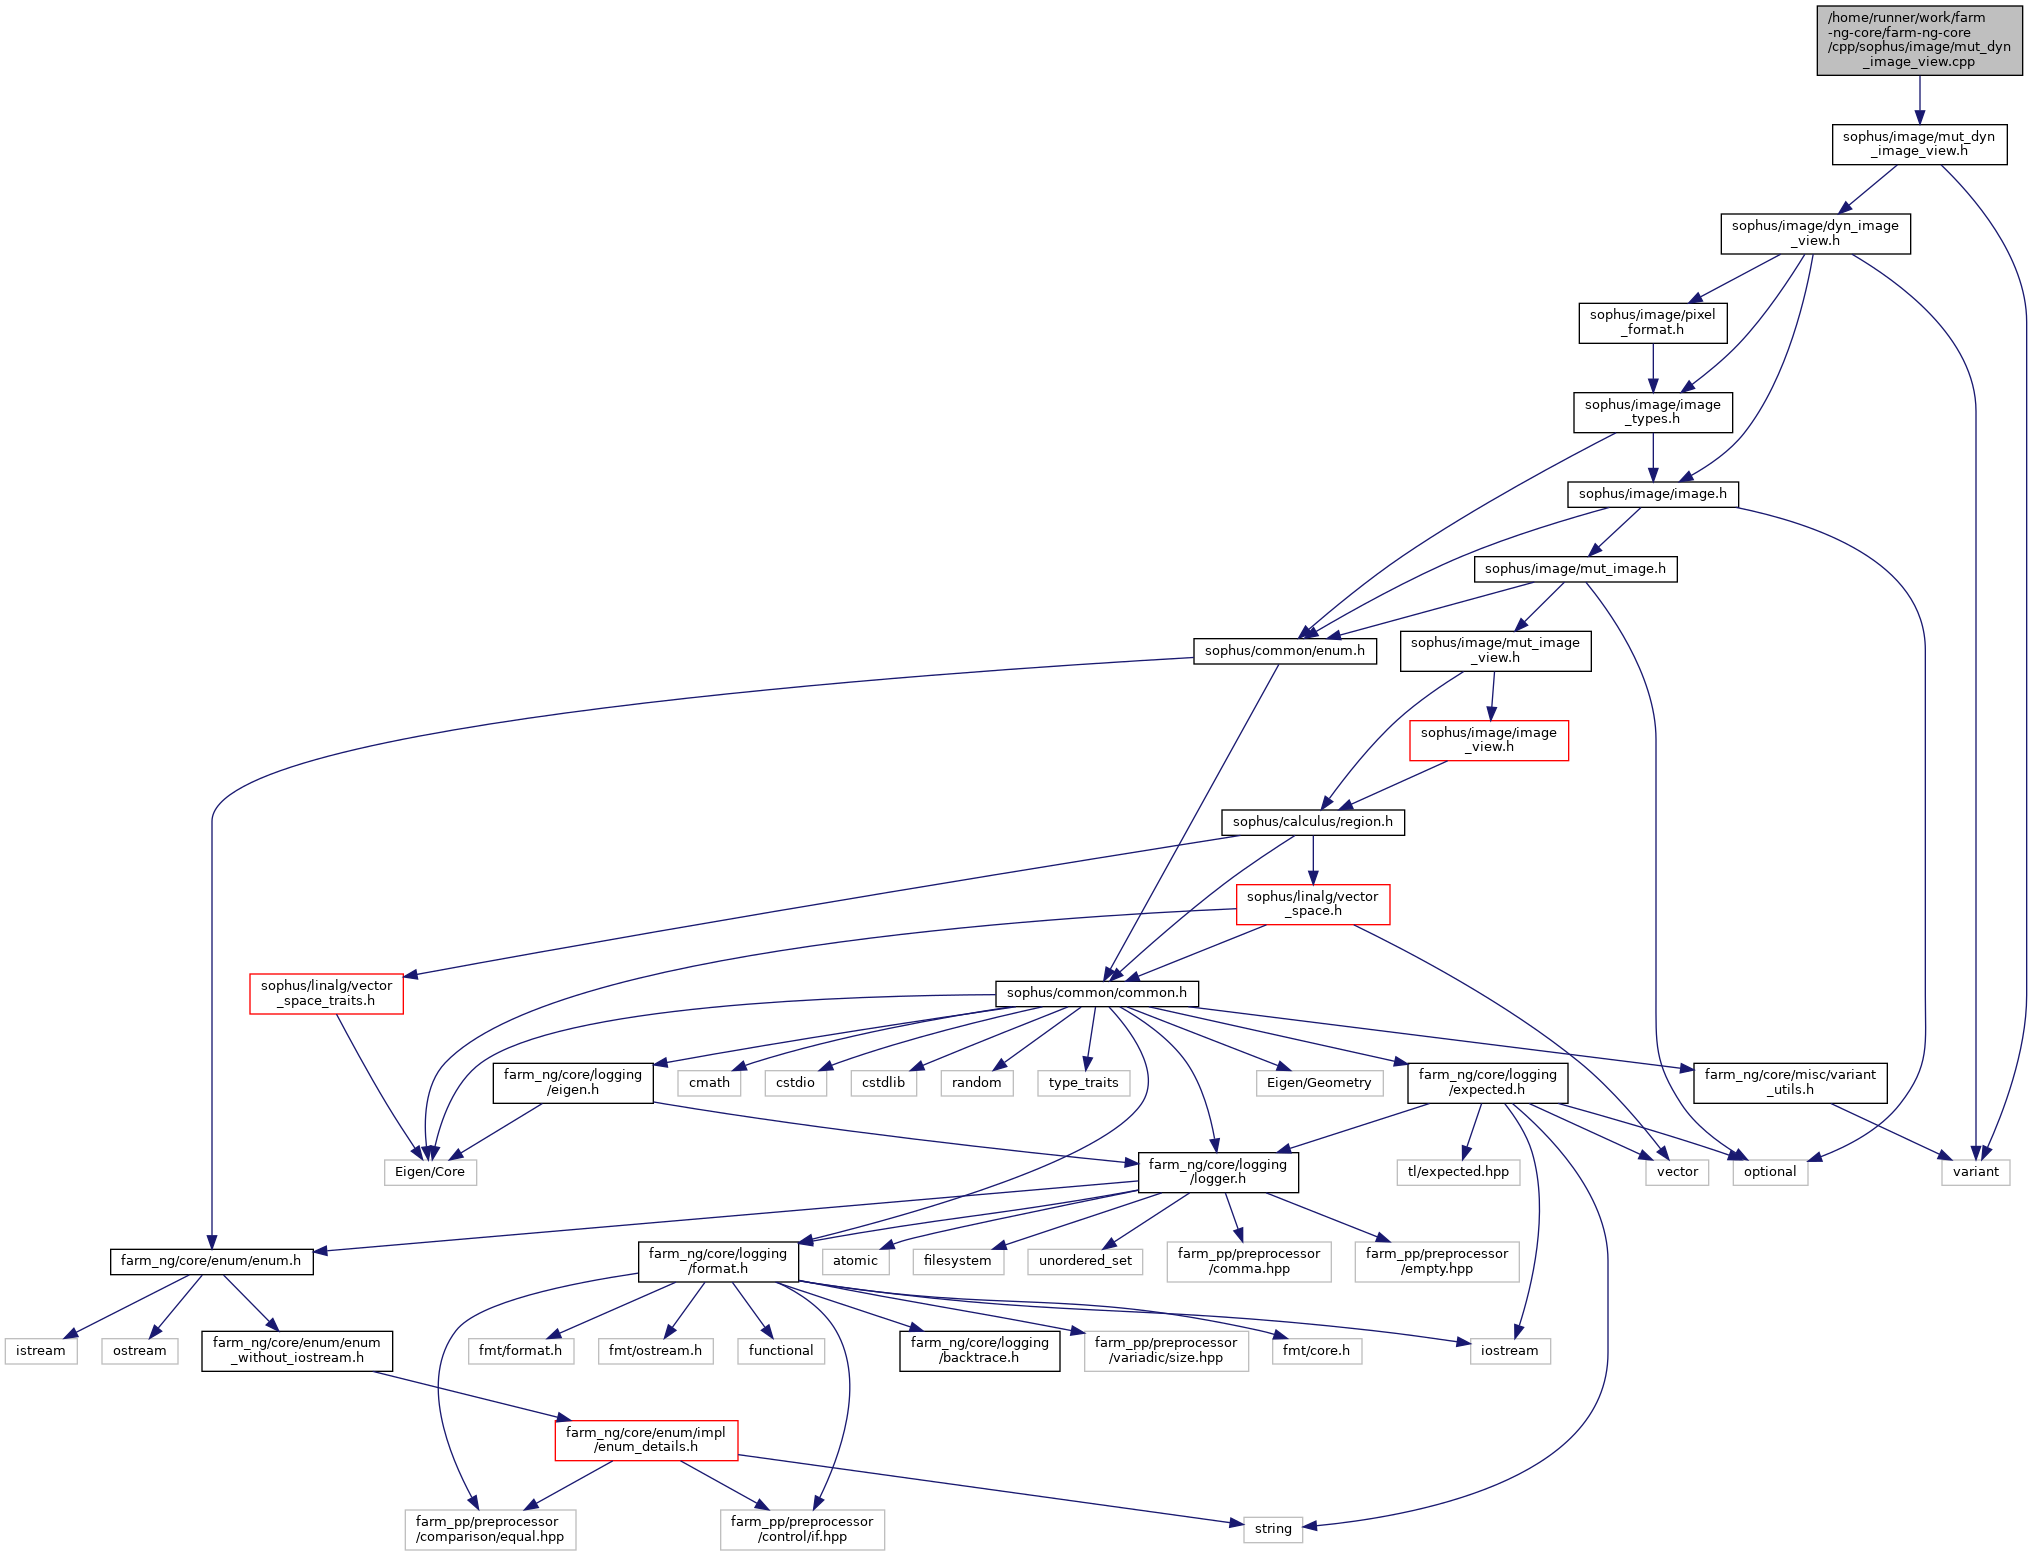 /home/runner/work/farm
-ng-core/farm-ng-core
/cpp/sophus/image/mut_dyn
_image_view.cpp
sophus/image/mut_dyn
_image_view.h
sophus/image/dyn_image
_view.h
sophus/image/pixel
_format.h
sophus/image/image
_types.h
sophus/image/image.h
sophus/image/mut_image.h
sophus/common/enum.h
sophus/image/mut_image
_view.h
sophus/image/image
_view.h
sophus/calculus/region.h
sophus/linalg/vector
_space.h
sophus/linalg/vector
_space_traits.h
sophus/common/common.h
farm_ng/core/logging
/eigen.h
cmath
cstdio
cstdlib
random
type_traits
Eigen/Geometry
farm_ng/core/logging
/expected.h
farm_ng/core/misc/variant
_utils.h
Eigen/Core
farm_ng/core/logging
/logger.h
tl/expected.hpp
vector
optional
variant
farm_ng/core/enum/enum.h
farm_ng/core/logging
/format.h
atomic
filesystem
unordered_set
farm_pp/preprocessor
/comma.hpp
farm_pp/preprocessor
/empty.hpp
istream
ostream
farm_ng/core/enum/enum
_without_iostream.h
fmt/format.h
fmt/ostream.h
functional
farm_ng/core/logging
/backtrace.h
farm_pp/preprocessor
/variadic/size.hpp
fmt/core.h
iostream
farm_ng/core/enum/impl
/enum_details.h
farm_pp/preprocessor
/comparison/equal.hpp
farm_pp/preprocessor
/control/if.hpp
string